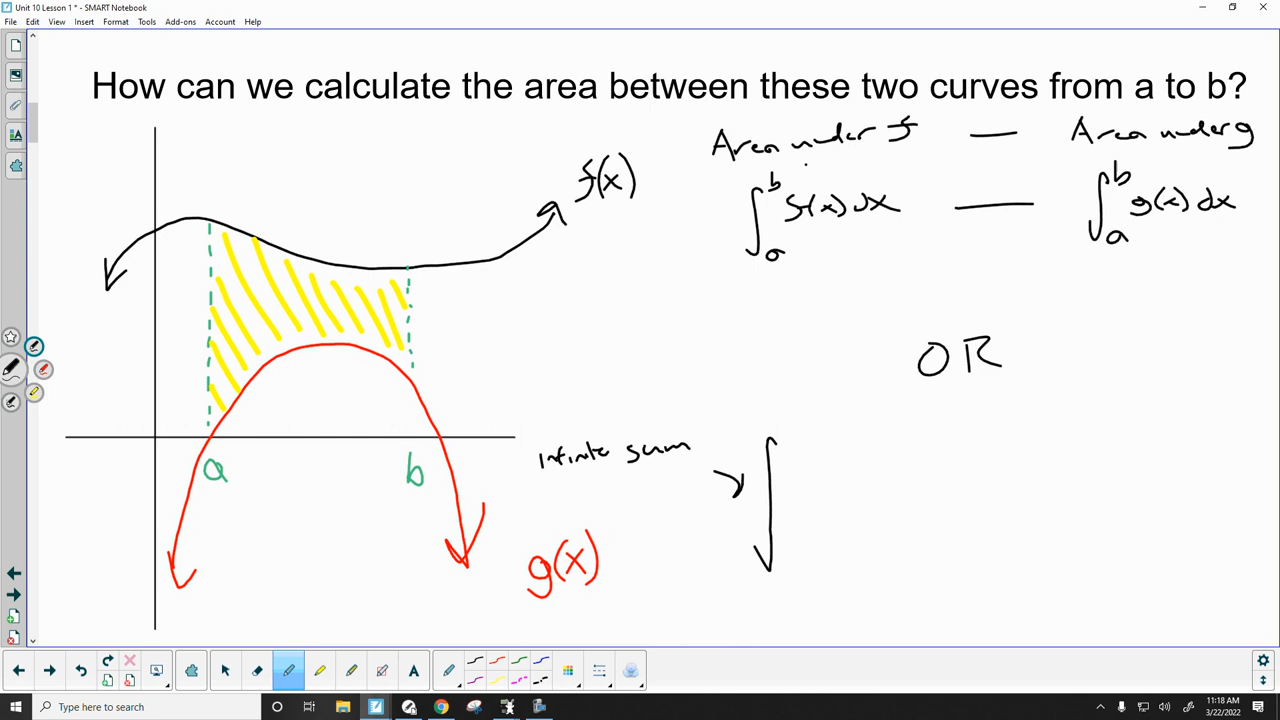 Unit 10 Lesson 1 * - SMART Notebook
File Edit View Insert Format Tools Add-ons Account Help
How can we calculate the area between these two curves from a to b?
Area under f — Area under g
∫ₐᵇ f(x) dx — ∫ₐᵇ g(x) dx
f(x)
OR
a b
Infinite sum
∫
g(x)
A
Type here to search
11:18 AM
3/22/2022